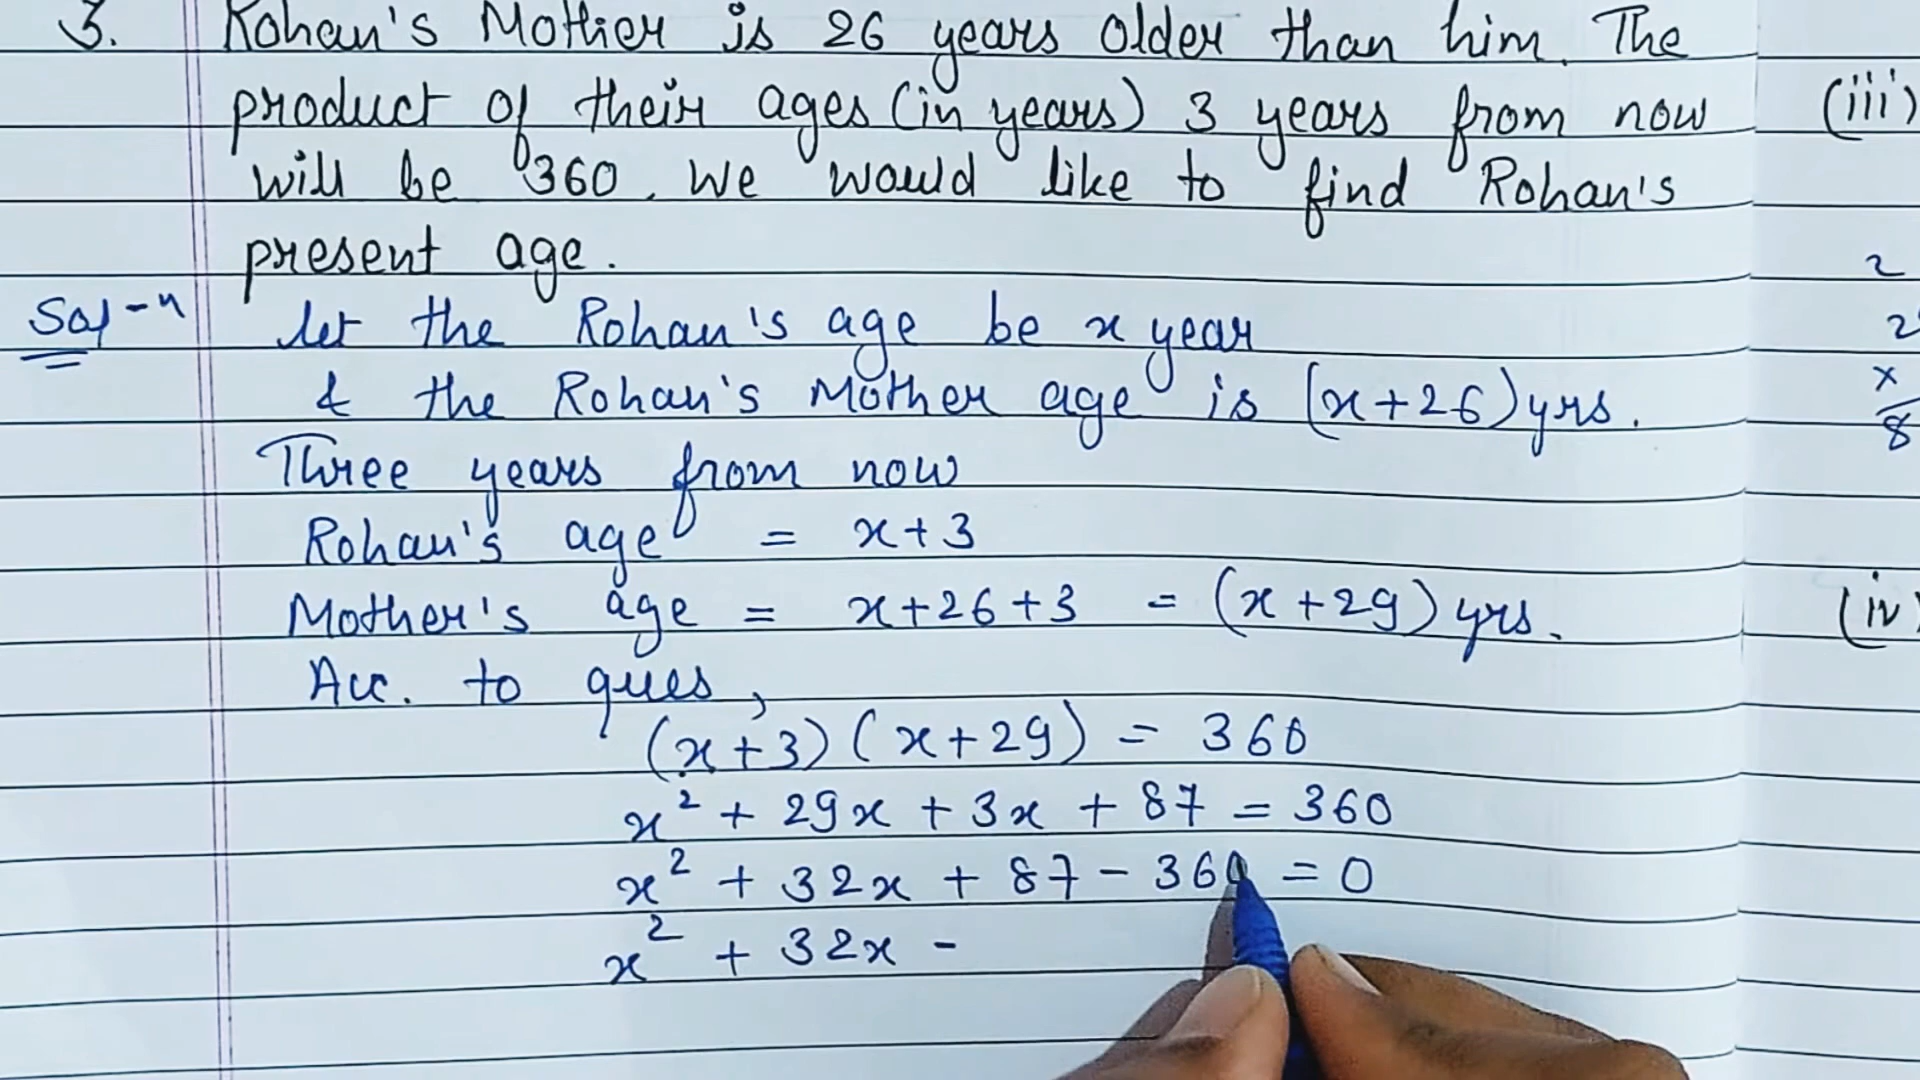 3. Rohan's Mother is 26 years older than him. The
product of their ages (in years) 3 years from now
will be 360. We would like to find Rohan's
present age.
Sol-n let the Rohan's age be x year
& the Rohan's Mother age is (x+26) yrs.
Three years from now
Rohan's age = x+3
Mother's age = x+26+3 = (x+29) yrs.
Acc. to ques,
(x+3)(x+29) = 360
x² + 29x + 3x + 87 = 360
x² + 32x + 87 - 360 = 0
x² + 32x -
(iii)
2
2
x
8
(iv)